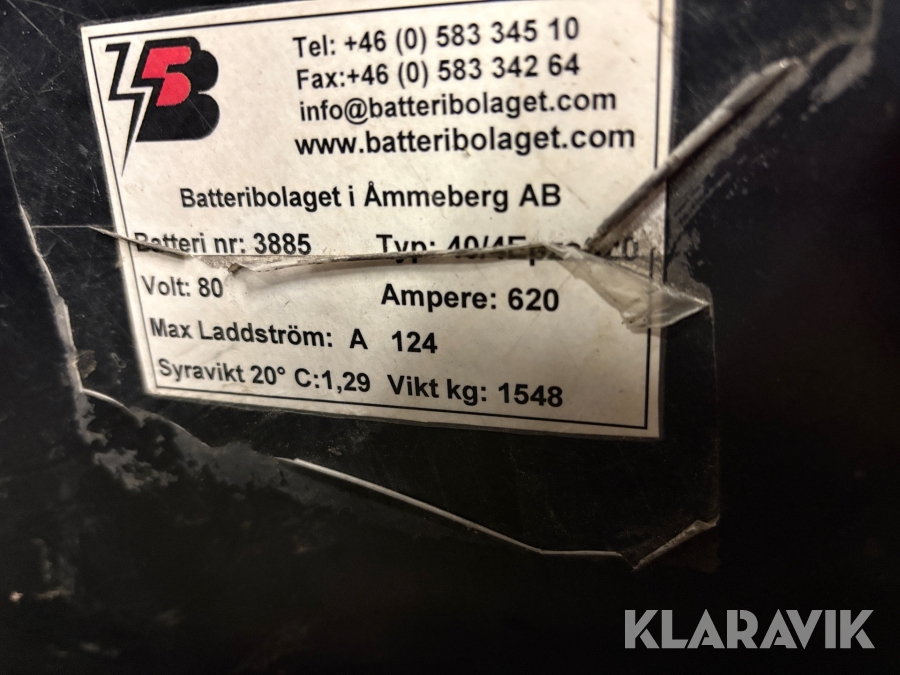 Tel: +46 (0) 583 345 10
Fax:+46 (0) 583 342 64
info@batteribolaget.com
www.batteribolaget.com
B
Batteribolaget i Åmmeberg AB
Batteri nr: 3885 Typ:
Volt: 80 Ampere: 620
Max Laddström: A 124
Syravikt 20° C:1,29 Vikt kg: 1548
KLARAVIK